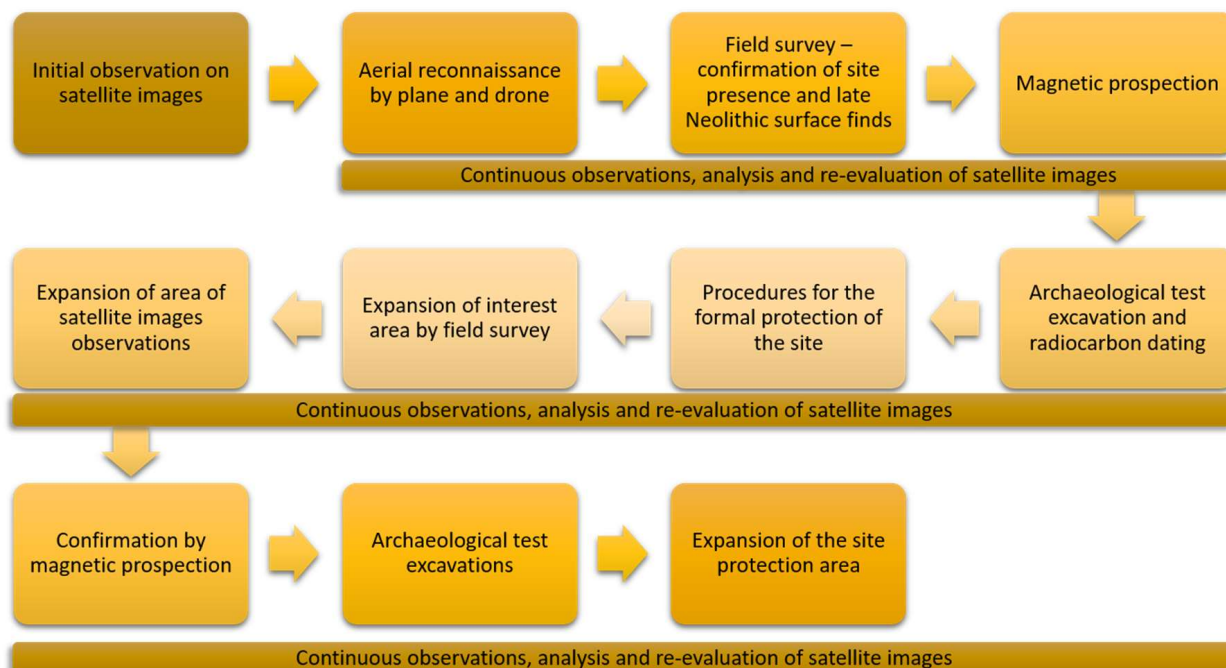 Initial observation on
satellite images
Aerial reconnaissance
by plane and drone
Field survey –
confirmation of site
presence and late
Neolithic surface finds
Magnetic prospection
Continuous observations, analysis and re-evaluation of satellite images
Archaeological test
excavation and
radiocarbon dating
Procedures for the
formal protection of
the site
Expansion of interest
area by field survey
Expansion of area of
satellite images
observations
Continuous observations, analysis and re-evaluation of satellite images
Confirmation by
magnetic prospection
Archaeological test
excavations
Expansion of the site
protection area
Continuous observations, analysis and re-evaluation of satellite images